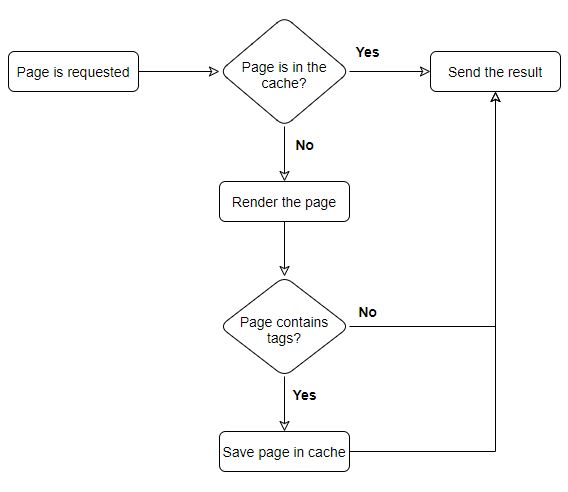 Yes
Page is requested
Page is in the
cache?
Send the result
No
Render the page
No
Page contains
tags?
Yes
Save page in cache